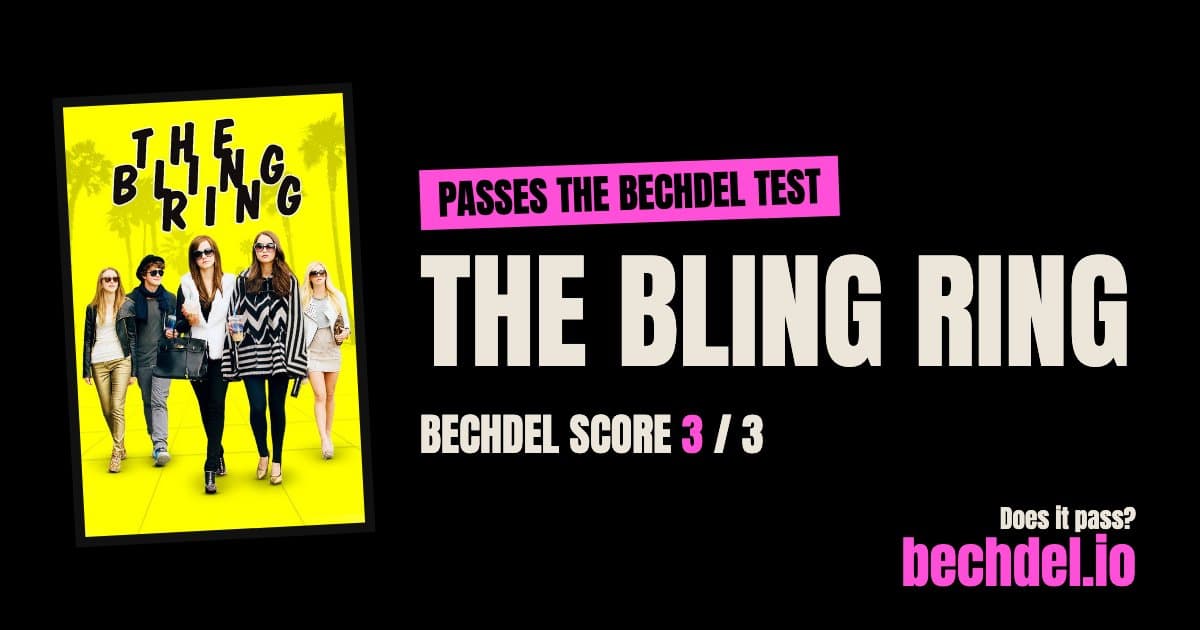 THE
BLING
RING
PASSES THE BECHDEL TEST
THE BLING RING
BECHDEL SCORE 3 / 3
Does it pass?
bechdel.io